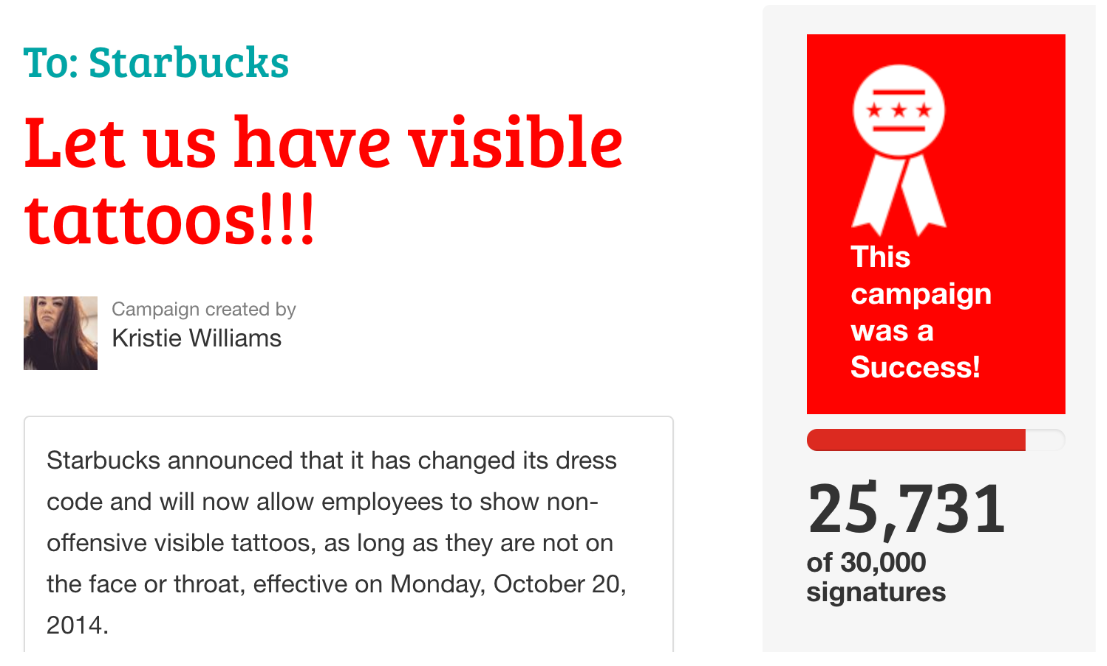 To: Starbucks
Let us have visible
tattoos!!!
Campaign created by
Kristie Williams
Starbucks announced that it has changed its dress
code and will now allow employees to show non-
offensive visible tattoos, as long as they are not on
the face or throat, effective on Monday, October 20,
2014.
This
campaign
was a
Success!
25,731
of 30,000
signatures